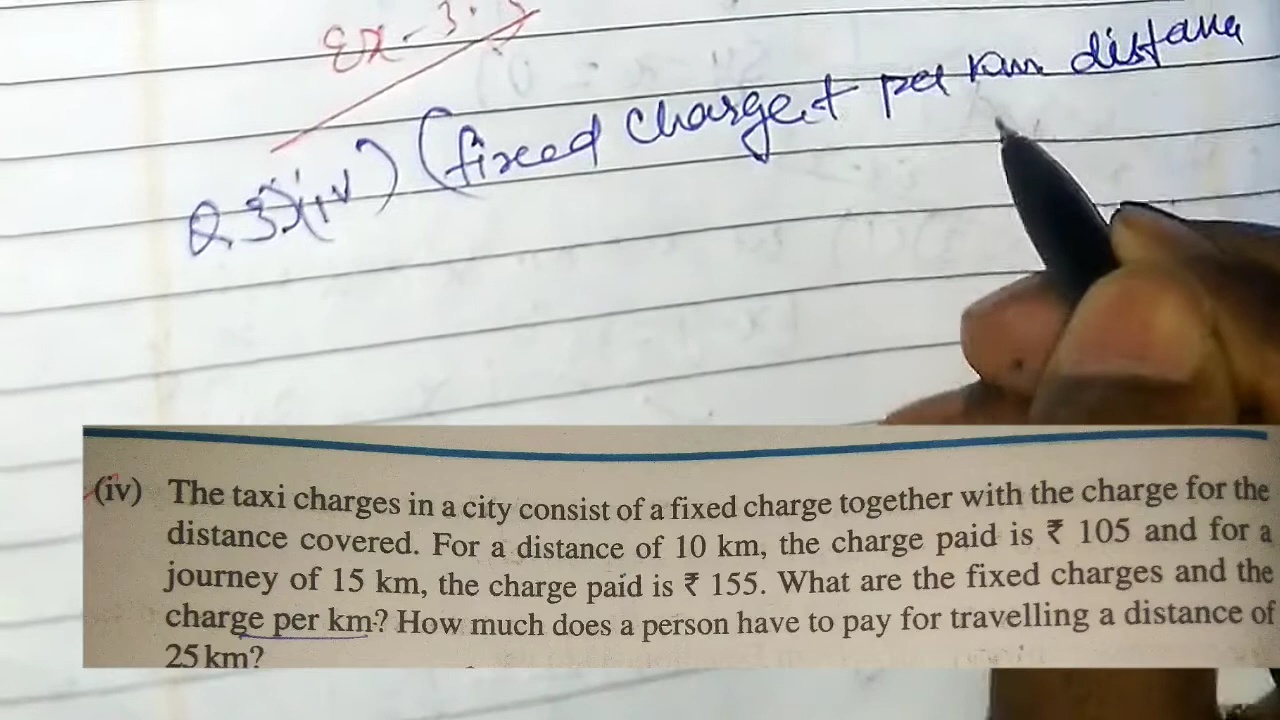 Ex-3.3
Q.3)(iv) (fixed charge + per km distance
(iv) The taxi charges in a city consist of a fixed charge together with the charge for the
distance covered. For a distance of 10 km, the charge paid is ₹ 105 and for a
journey of 15 km, the charge paid is ₹ 155. What are the fixed charges and the
charge per km? How much does a person have to pay for travelling a distance of
25 km?